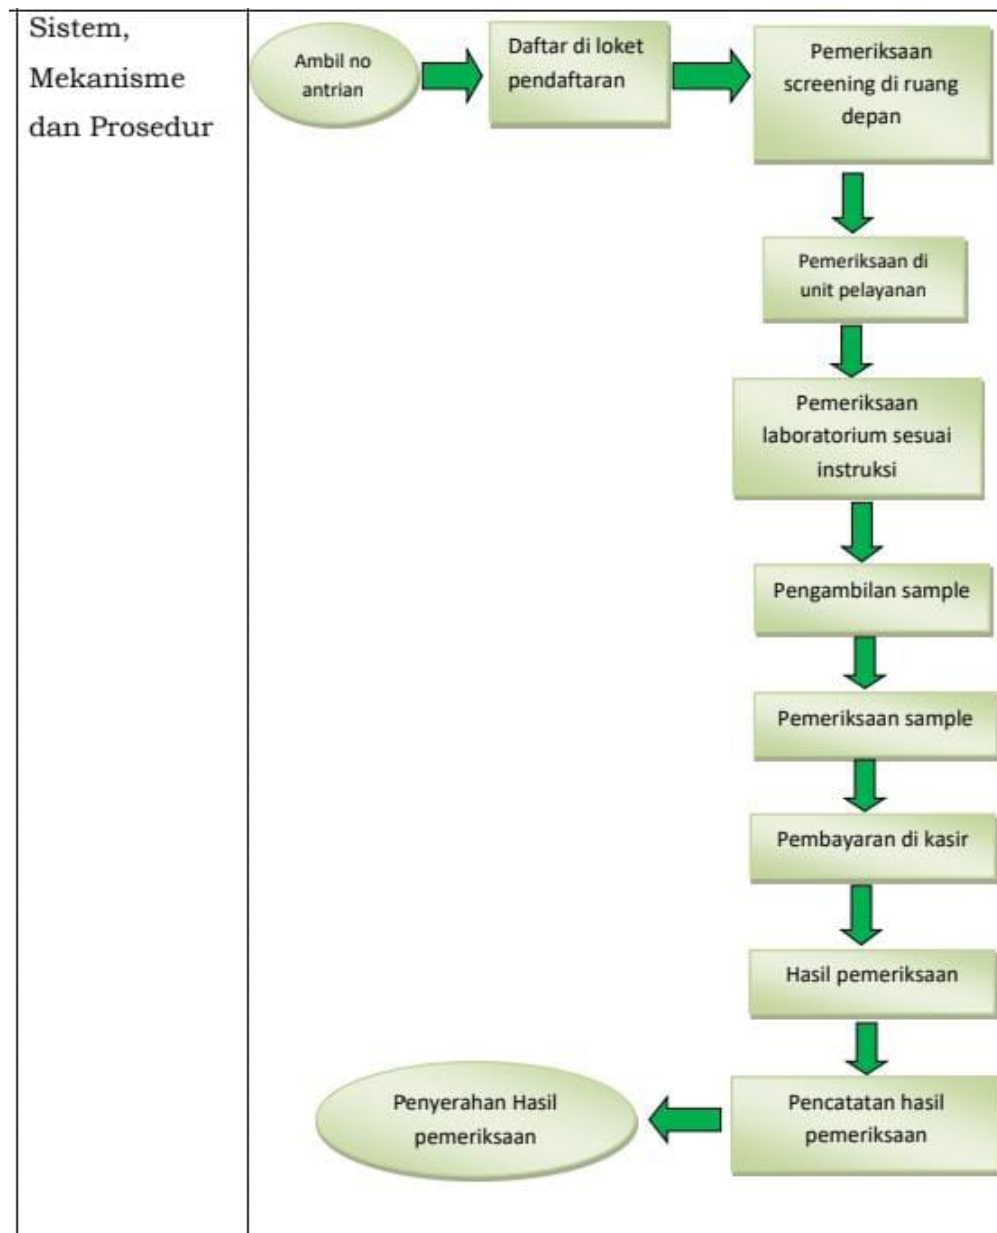 Sistem,
Mekanisme
dan Prosedur
Ambil no
antrian
Daftar di loket
pendaftaran
Pemeriksaan
screening di ruang
depan
Pemeriksaan di
unit pelayanan
Pemeriksaan
laboratorium sesuai
instruksi
Pengambilan sample
Pemeriksaan sample
Pembayaran di kasir
Hasil pemeriksaan
Pencatatan hasil
pemeriksaan
Penyerahan Hasil
pemeriksaan